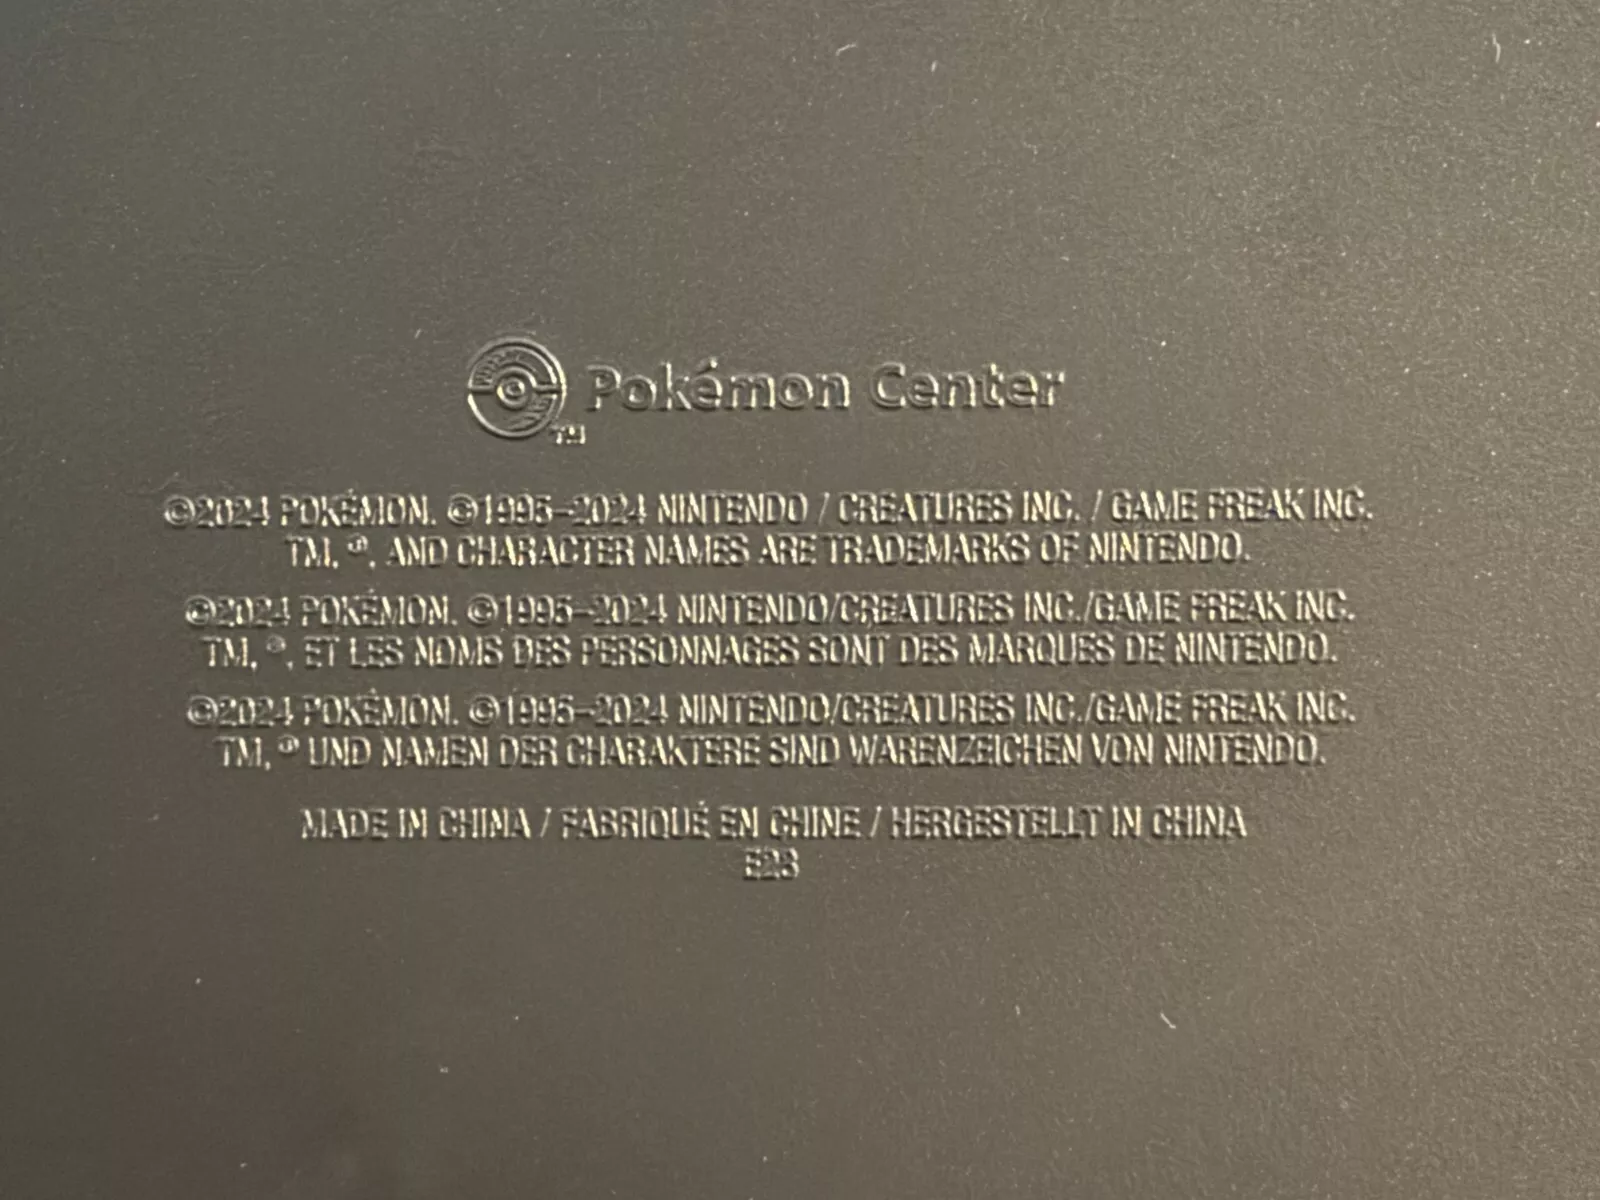 Pokémon Center
TM
©2024 POKÉMON. ©1995–2024 NINTENDO / CREATURES INC. / GAME FREAK INC.
TM, ®, AND CHARACTER NAMES ARE TRADEMARKS OF NINTENDO.
©2024 POKÉMON. ©1995–2024 NINTENDO/CREATURES INC./GAME FREAK INC.
TM, ®, ET LES NOMS DES PERSONNAGES SONT DES MARQUES DE NINTENDO.
©2024 POKÉMON. ©1995–2024 NINTENDO/CREATURES INC./GAME FREAK INC.
TM, ® UND NAMEN DER CHARAKTERE SIND WARENZEICHEN VON NINTENDO.
MADE IN CHINA / FABRIQUÉ EN CHINE / HERGESTELLT IN CHINA
E23